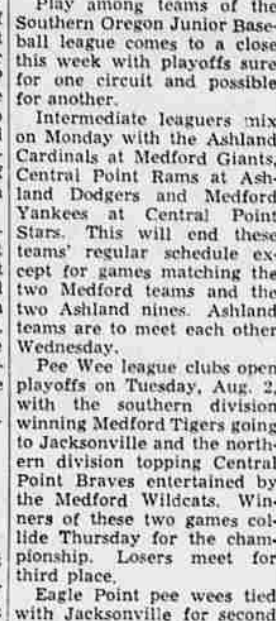 Play among teams of the
Southern Oregon Junior Base-
ball league comes to a close
this week with playoffs sure
for one circuit and possible
for another.
Intermediate leaguers mix
on Monday with the Ashland
Cardinals at Medford Giants,
Central Point Rams at Ash-
land Dodgers and Medford
Yankees at Central Point
Stars. This will end these
teams' regular schedule ex-
cept for games matching the
two Medford teams and the
two Ashland nines. Ashland
teams are to meet each other
Wednesday.
Pee Wee league clubs open
playoffs on Tuesday, Aug. 2,
with the southern division
winning Medford Tigers going
to Jacksonville and the north-
ern division topping Central
Point Braves entertained by
the Medford Wildcats. Win-
ners of these two games col-
lide Thursday for the cham-
pionship. Losers meet for
third place.
Eagle Point pee wees tied
with Jacksonville for second